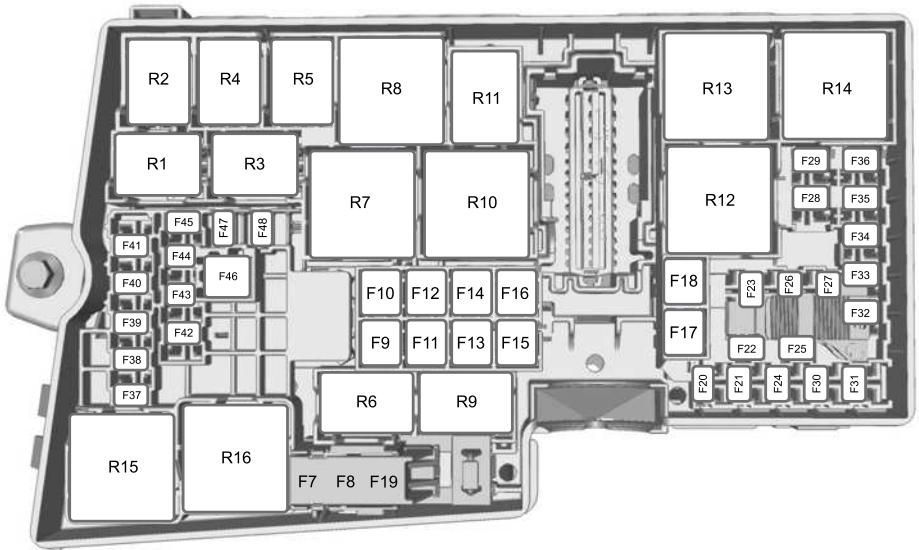 R2 R4 R5 R8 R11 R13 R14
R1 R3 R7 R10 R12 F29 F36
F28 F35
F45 F47 F48
F41 F34
F44
F40 F46 F18 F33
F43 F10 F12 F14 F16 F23 F26 F27
F39 F32
F42 F9 F11 F13 F15 F17
F38 F22 F25
F37 F20 F21 F24 F30 F31
R6 R9
R15 R16
F7 F8 F19